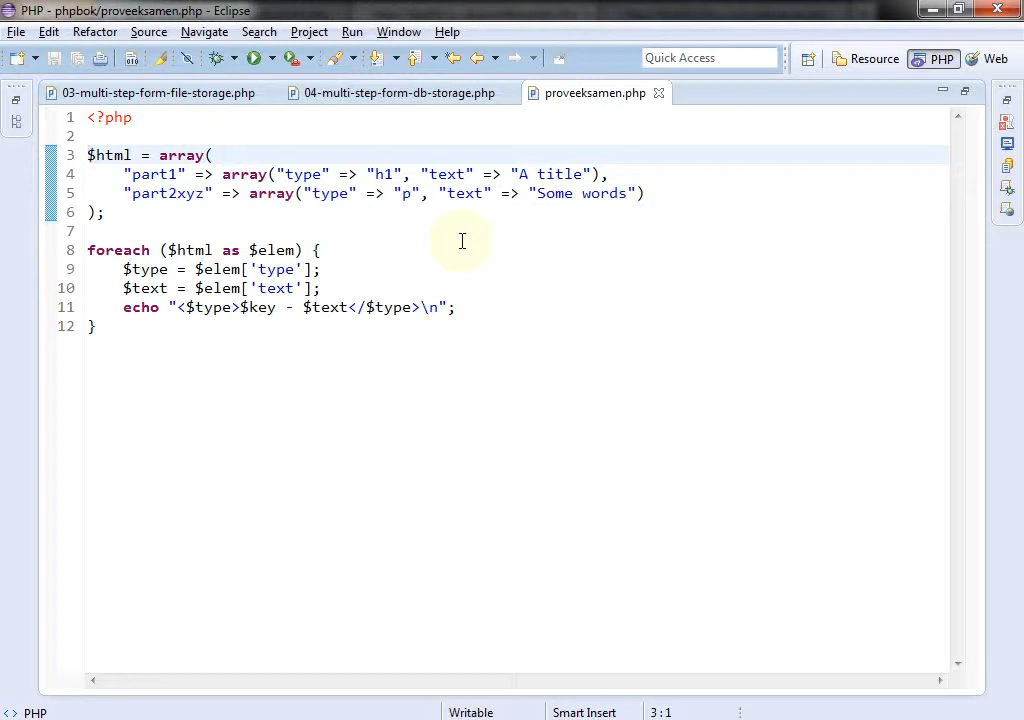 PHP - phpbok/proveeksamen.php - Eclipse
File Edit Refactor Source Navigate Search Project Run Window Help
010 Quick Access Resource PHP Web
03-multi-step-form-file-storage.php 04-multi-step-form-db-storage.php proveeksamen.php
1 <?php
2
3 $html = array(
4     "part1" => array("type" => "h1", "text" => "A title"),
5     "part2xyz" => array("type" => "p", "text" => "Some words")
6 );
7
8 foreach ($html as $elem) {
9     $type = $elem['type'];
10     $text = $elem['text'];
11     echo "<$type>$key - $text</$type>\n";
12 }
<> PHP Writable Smart Insert 3 : 1